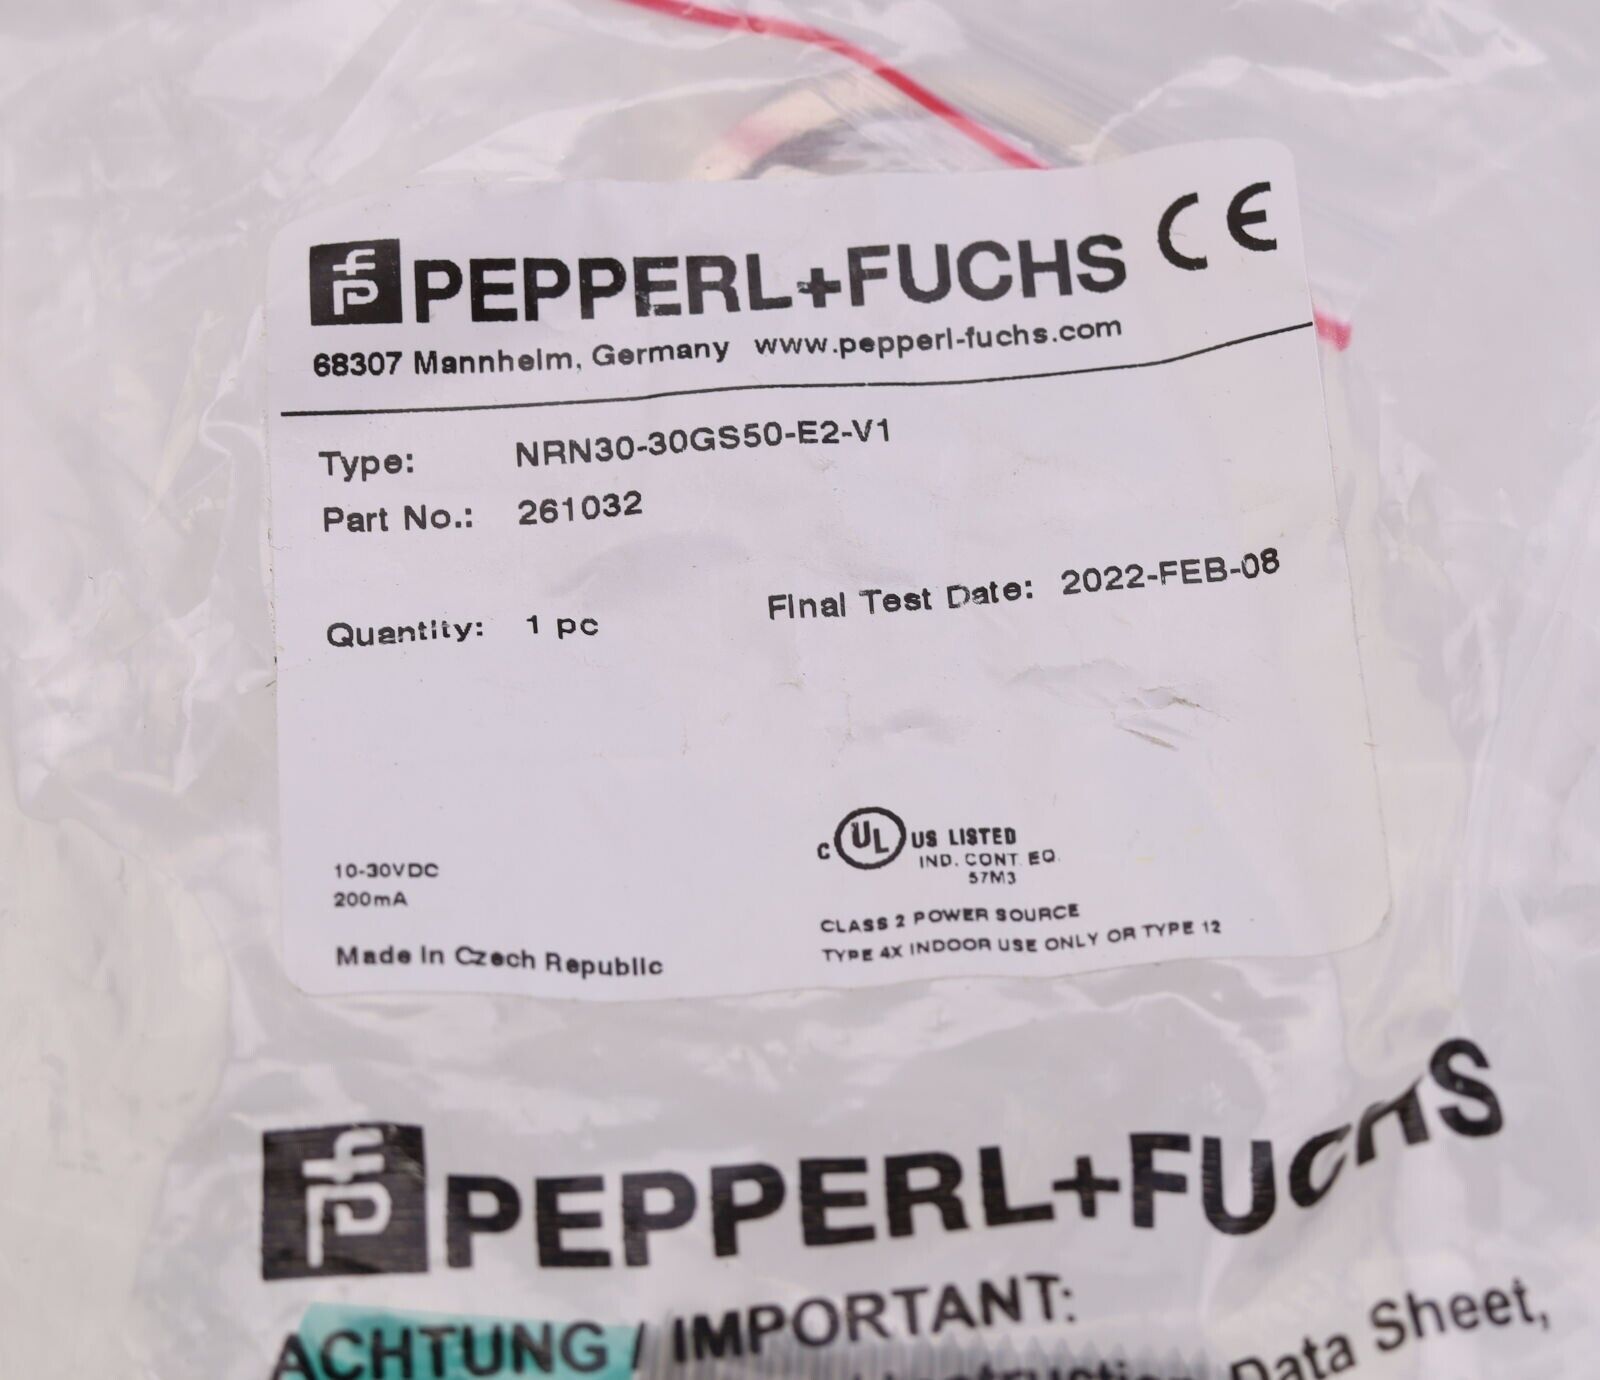 PEPPERL+FUCHS CE
68307 Mannheim, Germany www.pepperl-fuchs.com
Type: NRN30-30GS50-E2-V1
Part No.: 261032
Quantity: 1 pc Final Test Date: 2022-FEB-08
10-30VDC
200mA
Made in Czech Republic
C UL US LISTED
IND. CONT. EQ.
57M3
CLASS 2 POWER SOURCE
TYPE 4X INDOOR USE ONLY OR TYPE 12
PEPPERL+FUCHS
ACHTUNG / IMPORTANT:
Data Sheet,